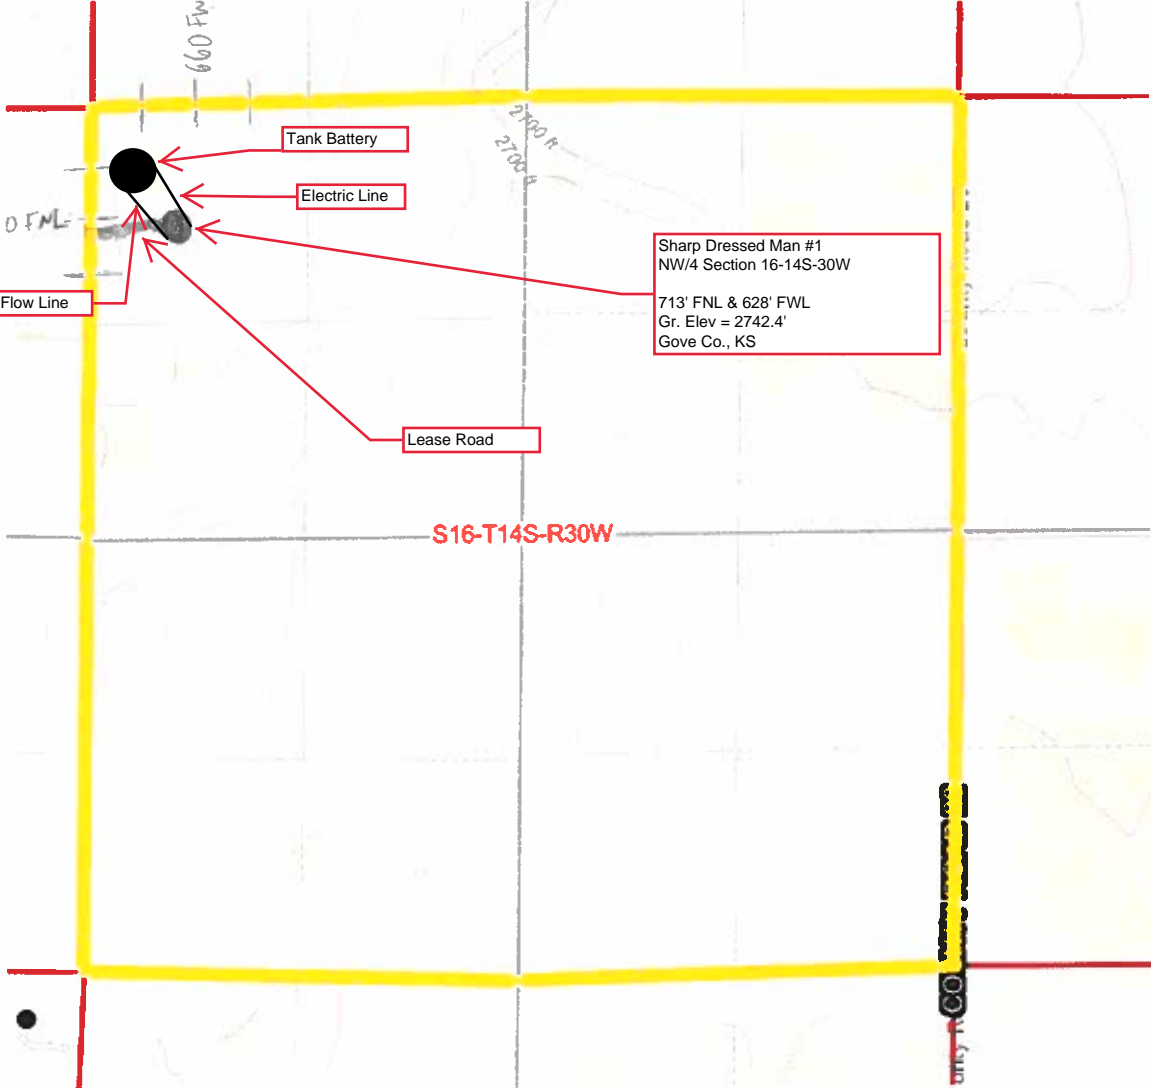 660 FW
Tank Battery
2700 ft
2700 ft
Electric Line
0 FNL
Sharp Dressed Man #1
NW/4 Section 16-14S-30W
713' FNL & 628' FWL
Gr. Elev = 2742.4'
Gove Co., KS
Flow Line
Lease Road
S16-T14S-R30W
CO